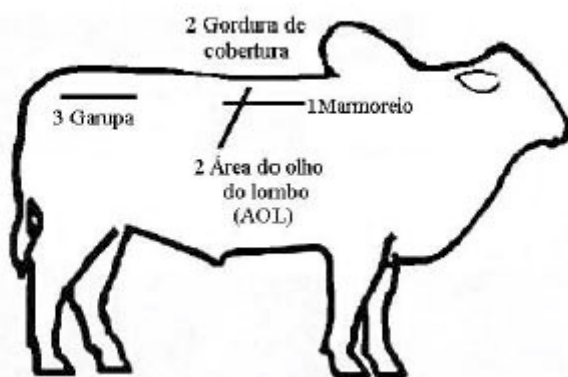 2 Gordura de
cobertura
1Marmoreio
3 Garupa
2 Área do olho
do lombo
(AOL)